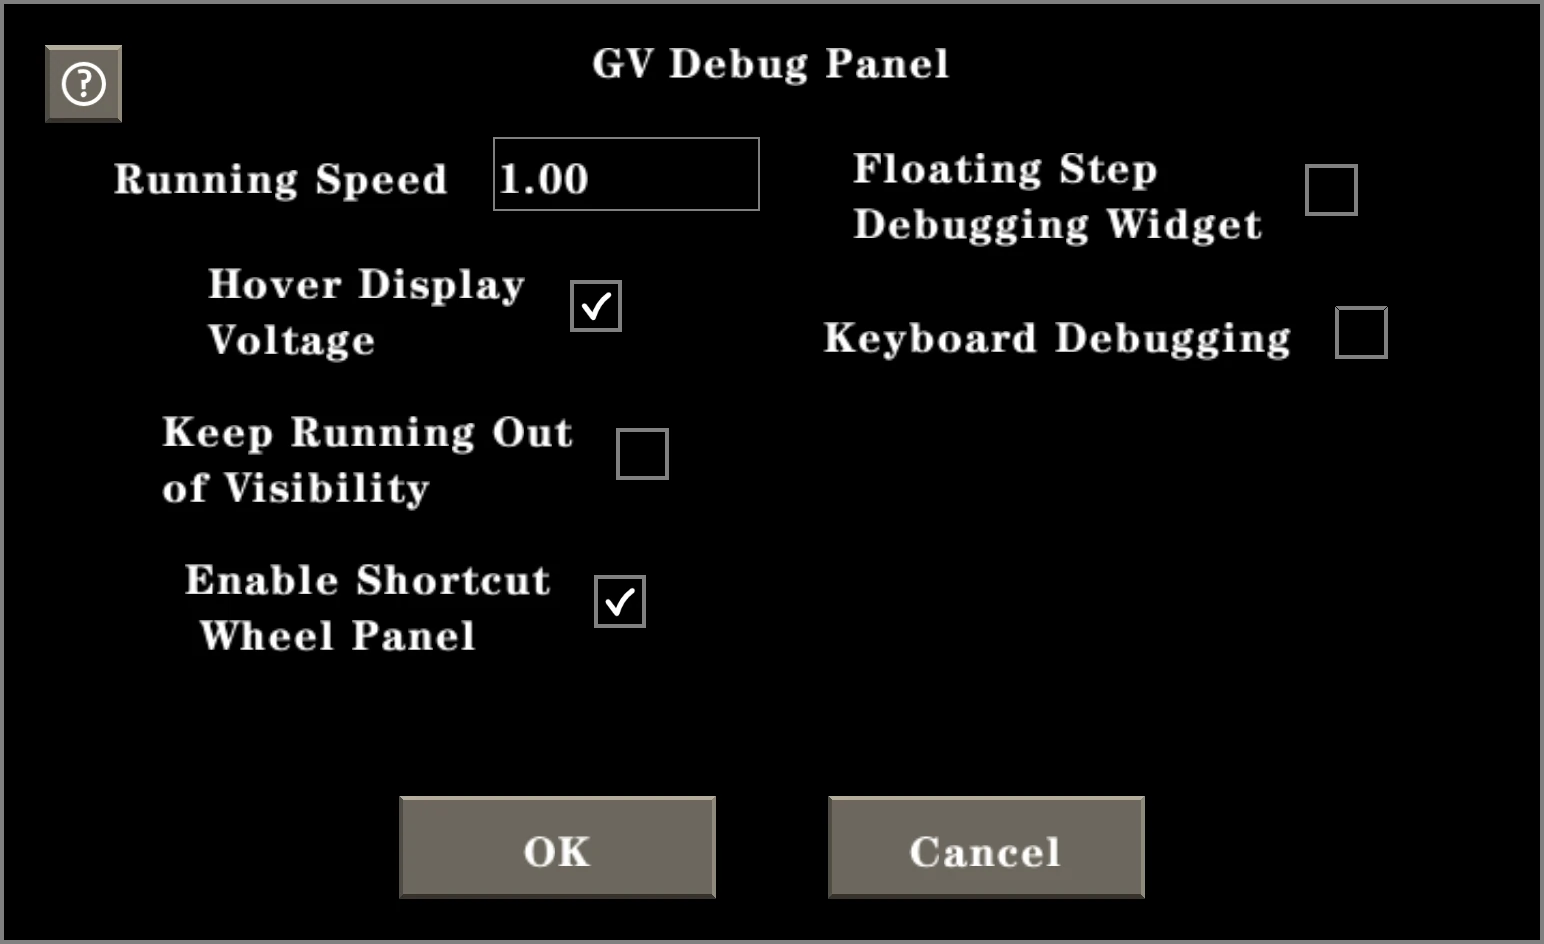 GV Debug Panel
Running Speed
1.00
Hover Display
Voltage
Keep Running Out
of Visibility
Enable Shortcut
Wheel Panel
Floating Step
Debugging Widget
Keyboard Debugging
OK
Cancel